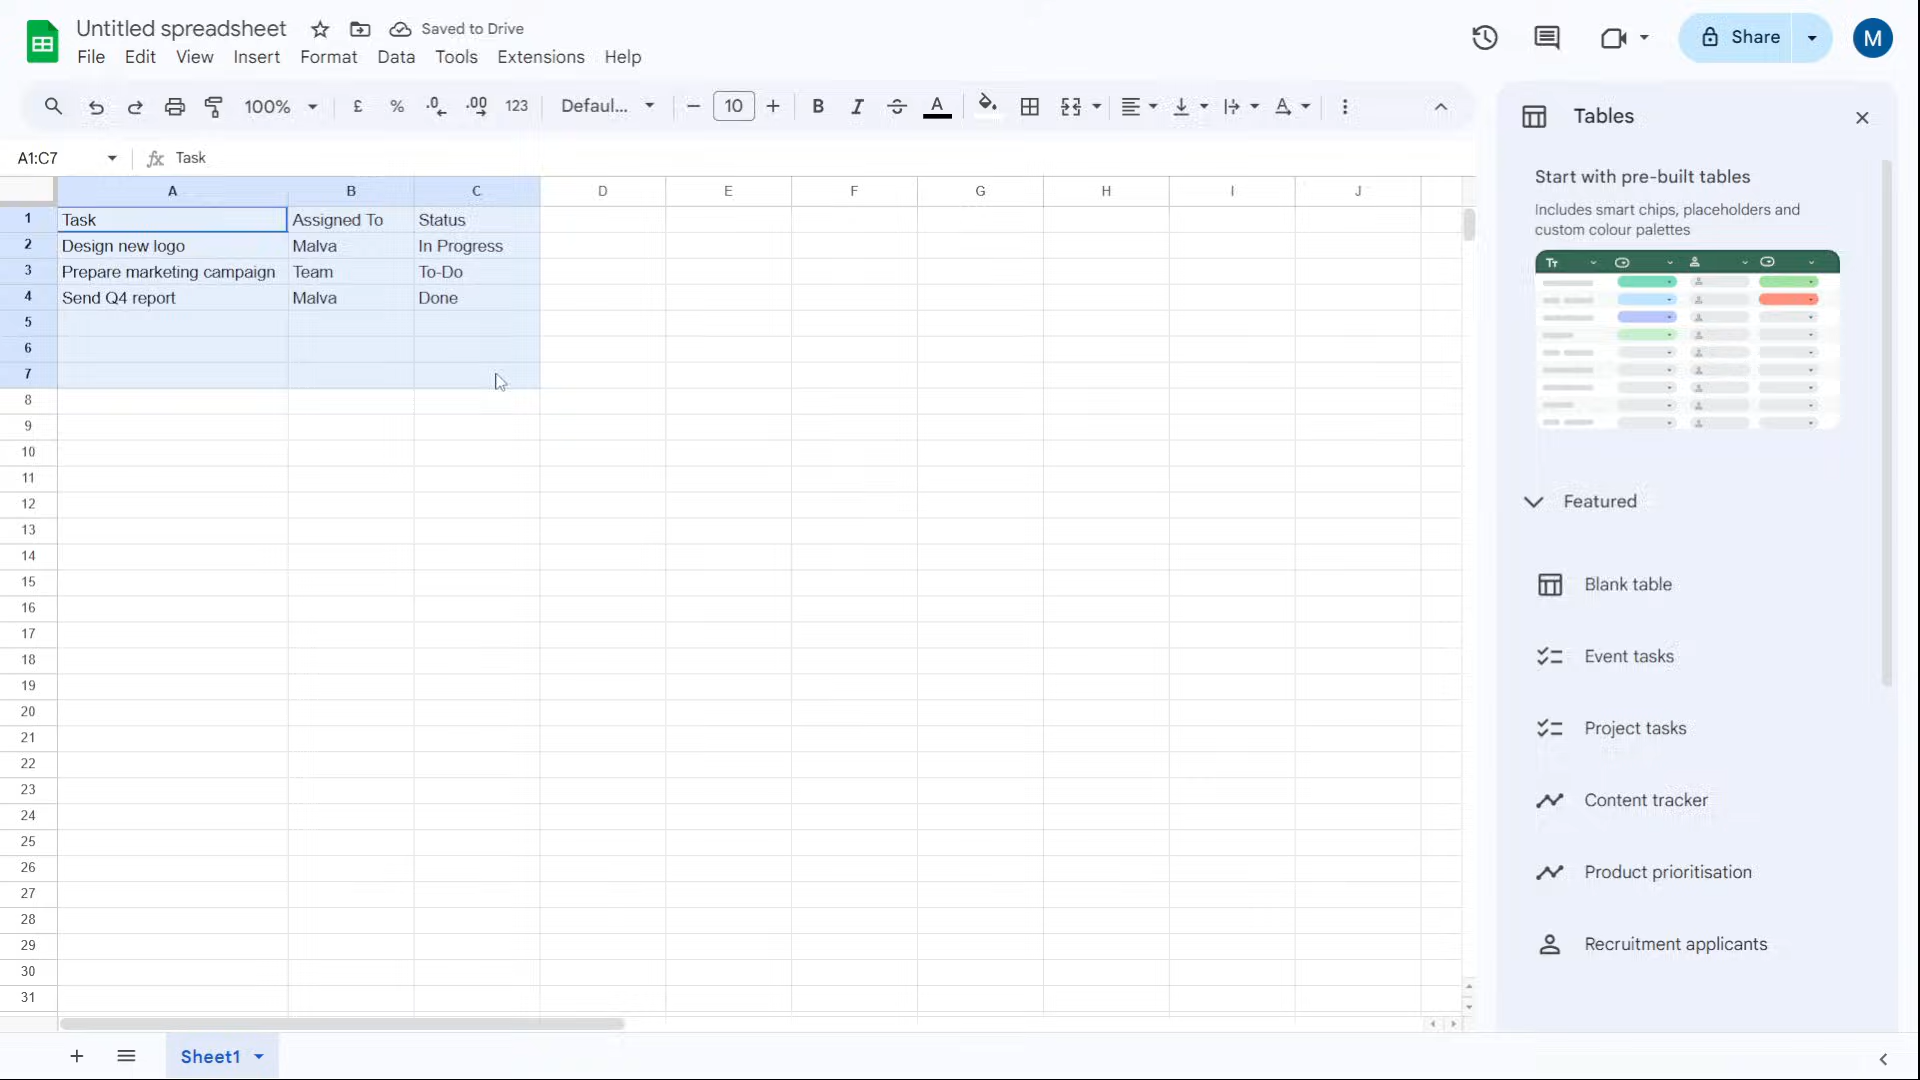 Untitled spreadsheet
Saved to Drive
File Edit View Insert Format Data Tools Extensions Help
Share
M
100% £ % .0 .00 123 Defaul... 10 B I A
A1:C7 fx Task
A B C D E F G H I J
1 Task Assigned To Status
2 Design new logo Malva In Progress
3 Prepare marketing campaign Team To-Do
4 Send Q4 report Malva Done
5
6
7
8
9
10
11
12
13
14
15
16
17
18
19
20
21
22
23
24
25
26
27
28
29
30
31
Sheet1
Tables
Start with pre-built tables
Includes smart chips, placeholders and
custom colour palettes
Tт
Featured
Blank table
Event tasks
Project tasks
Content tracker
Product prioritisation
Recruitment applicants